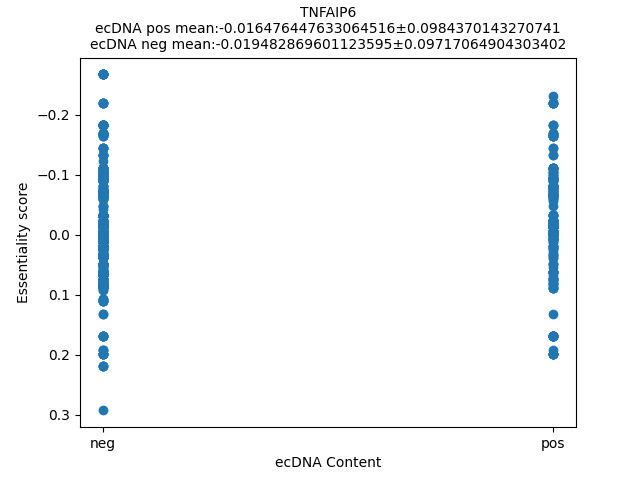 TNFAIP6
ecDNA pos mean:-0.016476447633064516±0.0984370143270741
ecDNA neg mean:-0.019482869601123595±0.09717064904303402
Essentiality score
−0.2
−0.1
0.0
0.1
0.2
0.3
neg
pos
ecDNA Content